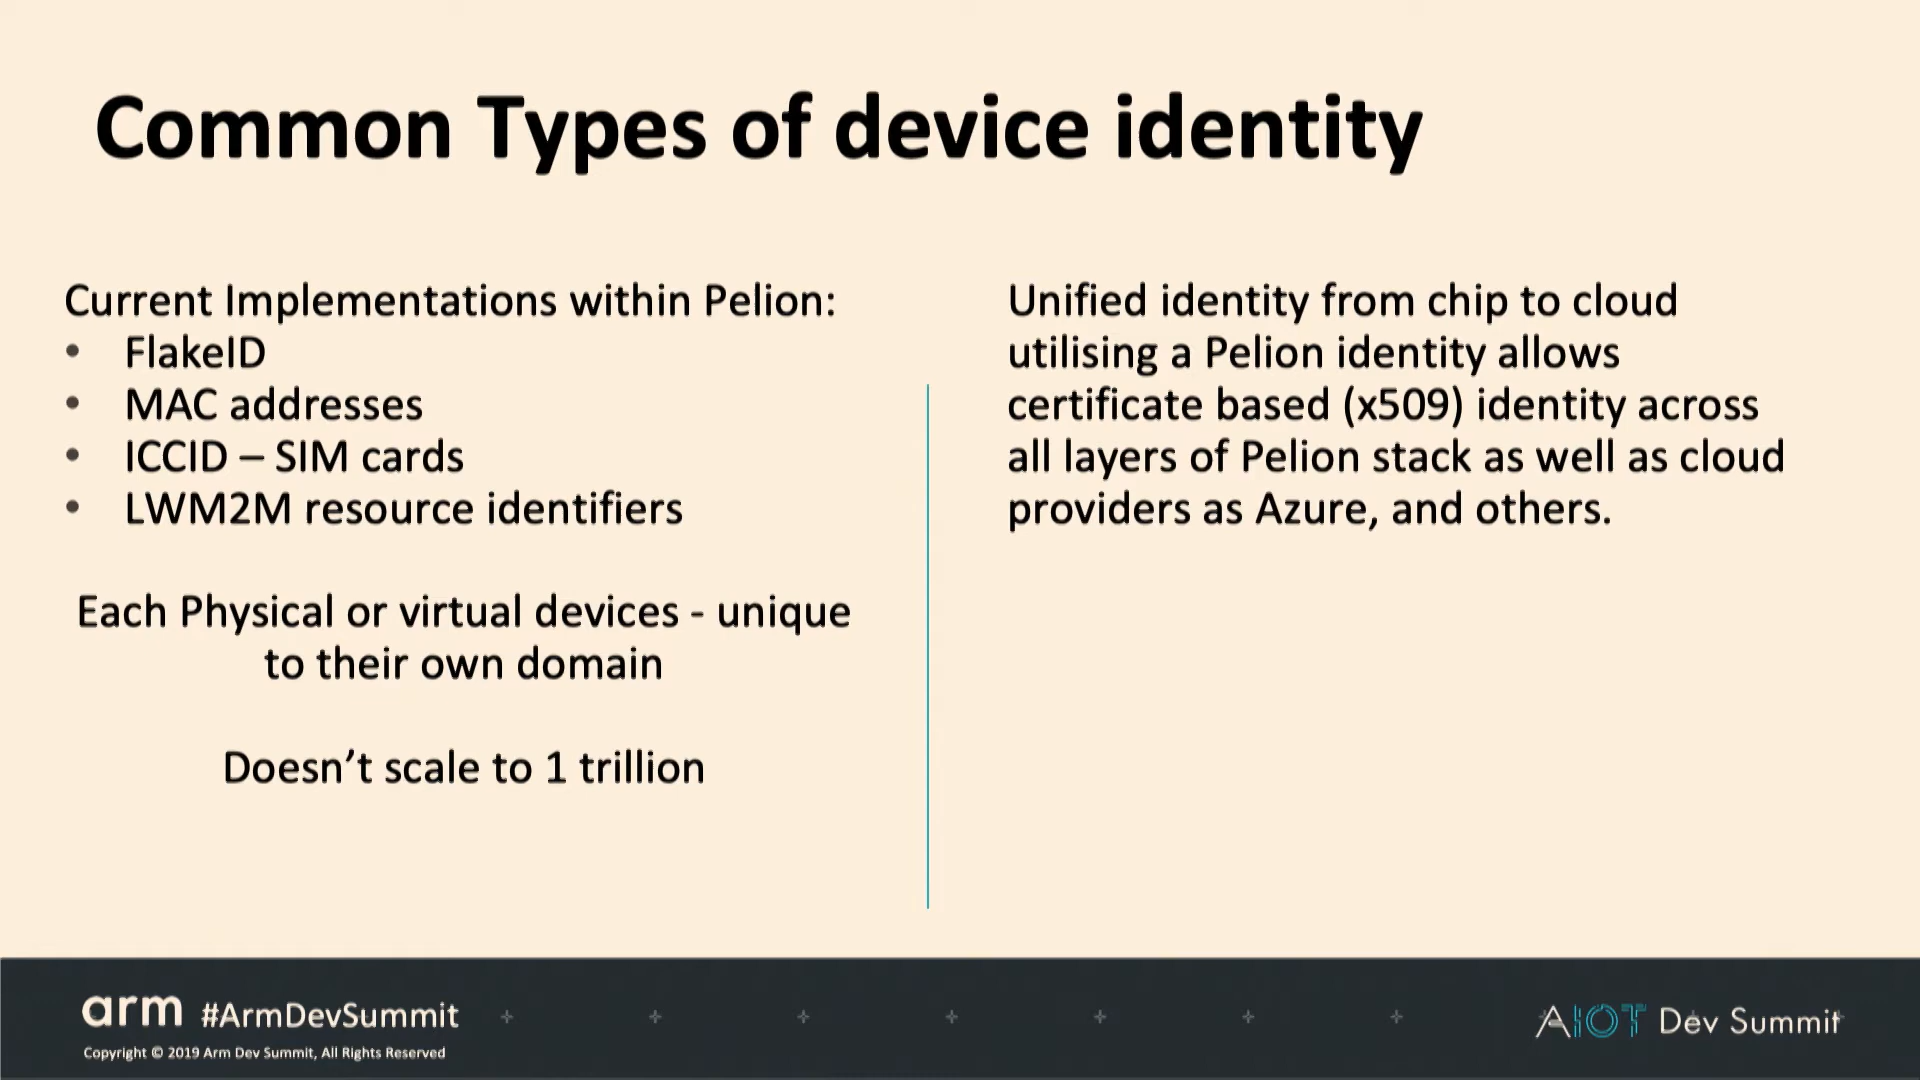 Common Types of device identity
Current Implementations within Pelion:
• FlakeID
• MAC addresses
• ICCID – SIM cards
• LWM2M resource identifiers
Each Physical or virtual devices - unique
to their own domain
Doesn’t scale to 1 trillion
Unified identity from chip to cloud
utilising a Pelion identity allows
certificate based (x509) identity across
all layers of Pelion stack as well as cloud
providers as Azure, and others.
arm #ArmDevSummit
Copyright © 2019 Arm Dev Summit, All Rights Reserved
AIOT Dev Summit